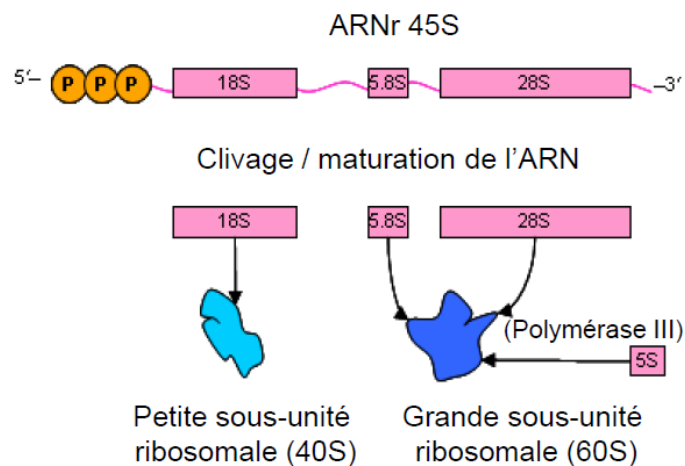 ARNr 45S
5'– P P P 18S 5.8S 28S –3'
Clivage / maturation de l'ARN
18S 5.8S 28S
(Polymérase III)
5S
Petite sous-unité
ribosomale (40S)
Grande sous-unité
ribosomale (60S)